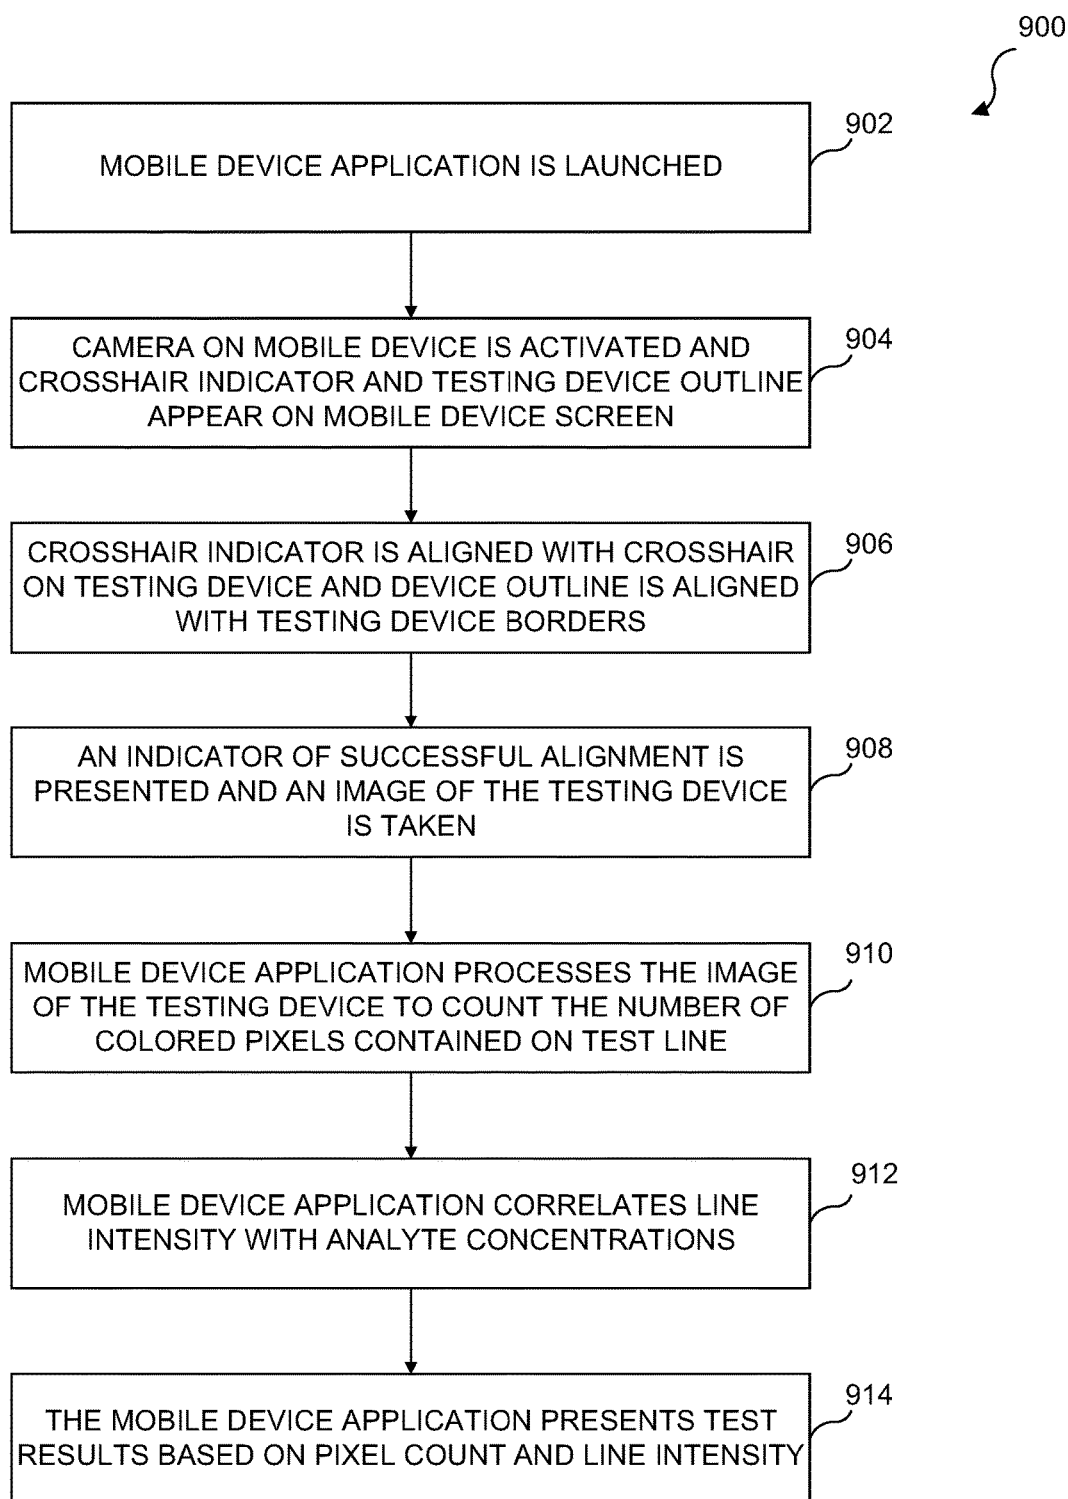 900
902
MOBILE DEVICE APPLICATION IS LAUNCHED
904
CAMERA ON MOBILE DEVICE IS ACTIVATED AND
CROSSHAIR INDICATOR AND TESTING DEVICE OUTLINE
APPEAR ON MOBILE DEVICE SCREEN
906
CROSSHAIR INDICATOR IS ALIGNED WITH CROSSHAIR
ON TESTING DEVICE AND DEVICE OUTLINE IS ALIGNED
WITH TESTING DEVICE BORDERS
908
AN INDICATOR OF SUCCESSFUL ALIGNMENT IS
PRESENTED AND AN IMAGE OF THE TESTING DEVICE
IS TAKEN
910
MOBILE DEVICE APPLICATION PROCESSES THE IMAGE
OF THE TESTING DEVICE TO COUNT THE NUMBER OF
COLORED PIXELS CONTAINED ON TEST LINE
912
MOBILE DEVICE APPLICATION CORRELATES LINE
INTENSITY WITH ANALYTE CONCENTRATIONS
914
THE MOBILE DEVICE APPLICATION PRESENTS TEST
RESULTS BASED ON PIXEL COUNT AND LINE INTENSITY